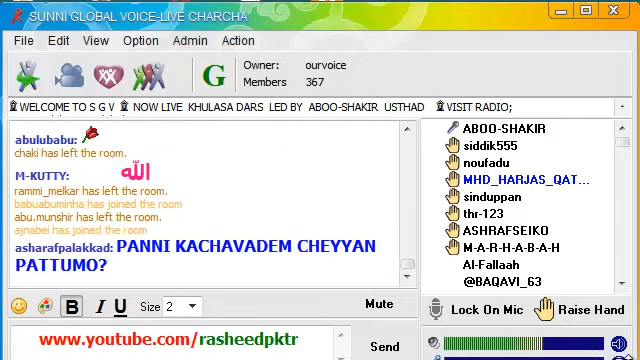 SUNNI GLOBAL VOICE-LIVE CHARCHA
File Edit View Option Admin Action
G
Owner: ourvoice
Members 367
WELCOME TO S G V NOW LIVE KHULASA DARS LED BY ABOO-SHAKIR USTHAD VISIT RADIO;
abulubabu:
chaki has left the room.
M-KUTTY: الله
rammi_melkar has left the room.
babuabuminha has joined the room
abu.munshir has left the room.
ajnabei has joined the room
asharafpalakkad: PANNI KACHAVADEM CHEYYAN
PATTUMO?
ABOO-SHAKIR
siddik555
noufadu
MHD_HARJAS_QAT...
sinduppan
thr-123
ASHRAFSEIKO
M-A-R-H-A-B-A-H
Al-Fallaah
@BAQAVI_63
B I U Size 2 Mute
Lock On Mic Raise Hand
www.youtube.com/rasheedpktr
Send